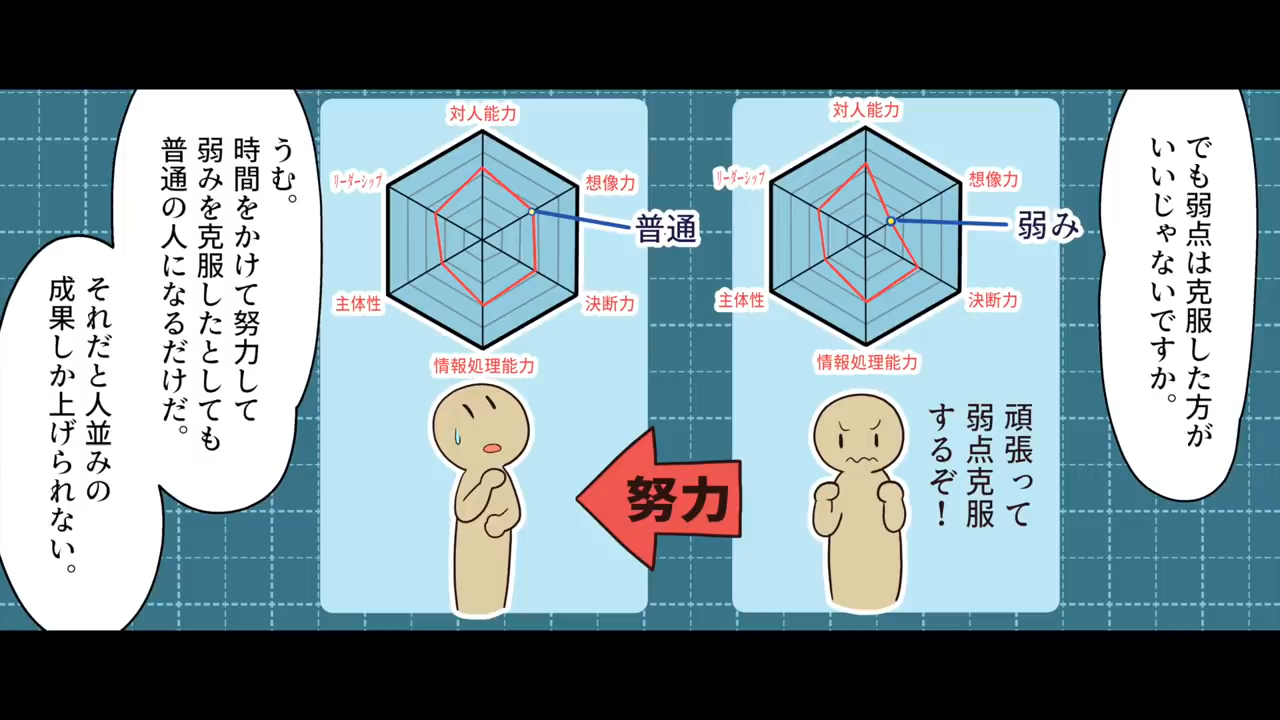 でも弱点は克服した方が
いいじゃないですか。
対人能力
リーダーシップ
想像力
弱み
主体性
決断力
情報処理能力
頑張って
弱点克服
するぞ！
努力
対人能力
リーダーシップ
想像力
普通
主体性
決断力
情報処理能力
うむ。
時間をかけて努力して
弱みを克服したとしても
普通の人になるだけだ。
それだと人並みの
成果しか上げられない。